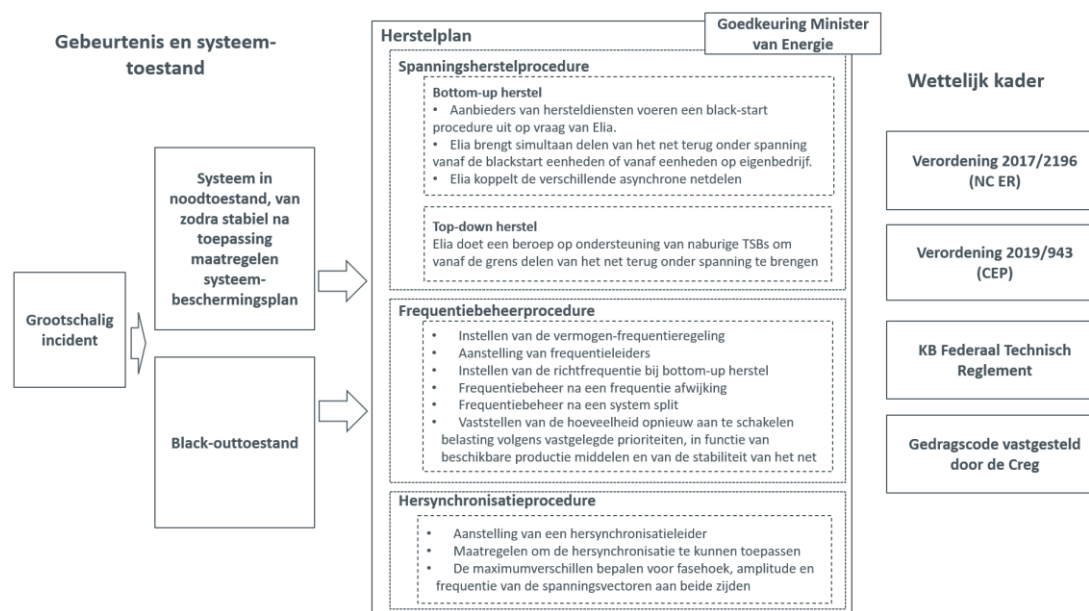 Gebeurtenis en systeem-
toestand
Grootschalig
incident
Systeem in
noodtoestand, van
zodra stabiel na
toepassing
maatregelen
systeem-
beschermingsplan
Black-outtoestand
Herstelplan
Goedkeuring Minister
van Energie
Spanningsherstelprocedure
Bottom-up herstel
• Aanbieders van hersteldiensten voeren een black-start
procedure uit op vraag van Elia.
• Elia brengt simultaan delen van het net terug onder spanning
vanaf de blackstart eenheden of vanaf eenheden op eigenbedrijf.
• Elia koppelt de verschillende asynchrone netdelen
Top-down herstel
Elia doet een beroep op ondersteuning van naburige TSBs om
vanaf de grens delen van het net terug onder spanning te brengen
Frequentiebeheerprocedure
• Instellen van de vermogen-frequentieregeling
• Aanstelling van frequentieleiders
• Instellen van de richtfrequentie bij bottom-up herstel
• Frequentiebeheer na een frequentie afwijking
• Frequentiebeheer na een system split
• Vaststellen van de hoeveelheid opnieuw aan te schakelen
belasting volgens vastgelegde prioriteiten, in functie van
beschikbare productie middelen en van de stabiliteit van het net
Hersynchronisatieprocedure
• Aanstelling van een hersynchronisatieleider
• Maatregelen om de hersynchronisatie te kunnen toepassen
• De maximumverschillen bepalen voor fasehoek, amplitude en
frequentie van de spanningsvectoren aan beide zijden
Wettelijk kader
Verordening 2017/2196
(NC ER)
Verordening 2019/943
(CEP)
KB Federaal Technisch
Reglement
Gedragscode vastgesteld
door de Creg